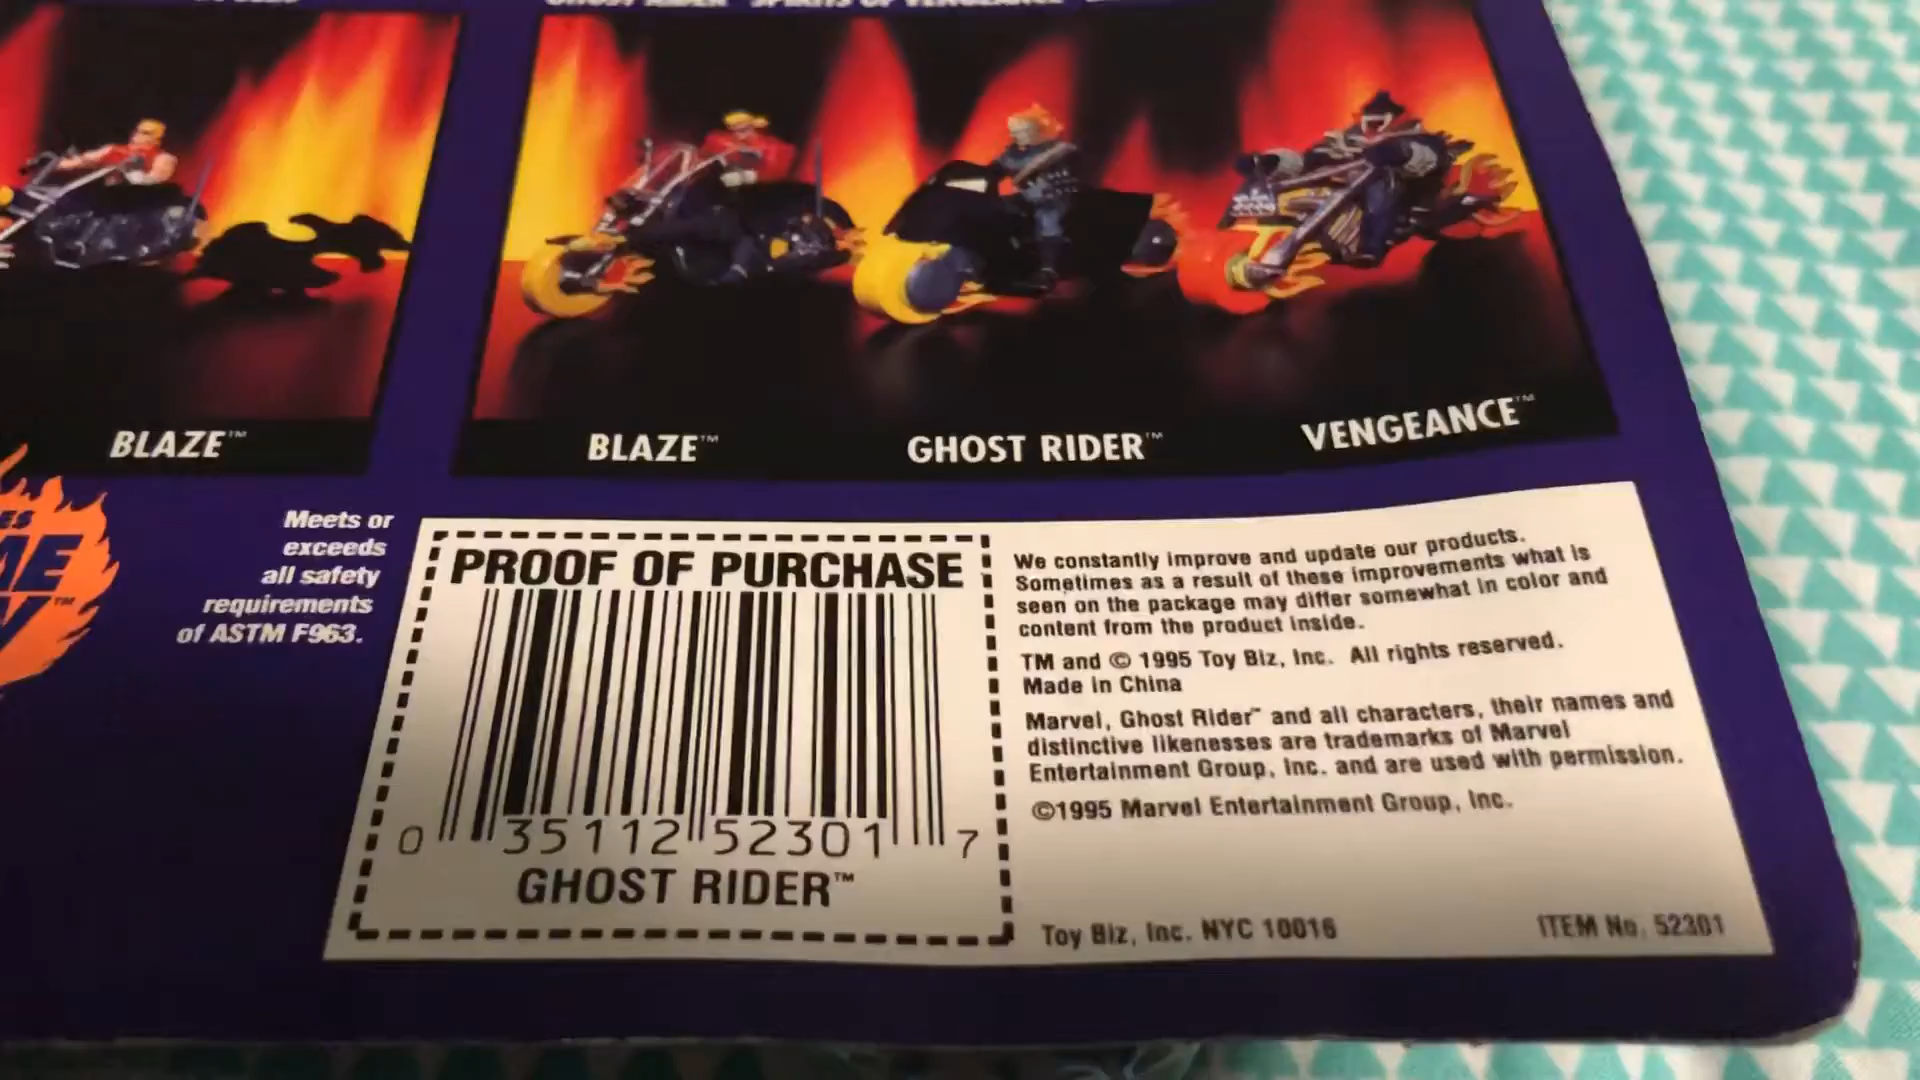 GHOST RIDER SPIRITS OF VENGEANCE
BLAZE™
BLAZE™
GHOST RIDER™
VENGEANCE™
Meets or
exceeds
all safety
requirements
of ASTM F963.
PROOF OF PURCHASE
0 35112 52301 7
GHOST RIDER™
We constantly improve and update our products.
Sometimes as a result of these improvements what is
seen on the package may differ somewhat in color and
content from the product inside.
TM and © 1995 Toy Biz, Inc. All rights reserved.
Made in China
Marvel, Ghost Rider™ and all characters, their names and
distinctive likenesses are trademarks of Marvel
Entertainment Group, Inc. and are used with permission.
©1995 Marvel Entertainment Group, Inc.
Toy Biz, Inc. NYC 10016
ITEM No. 52301